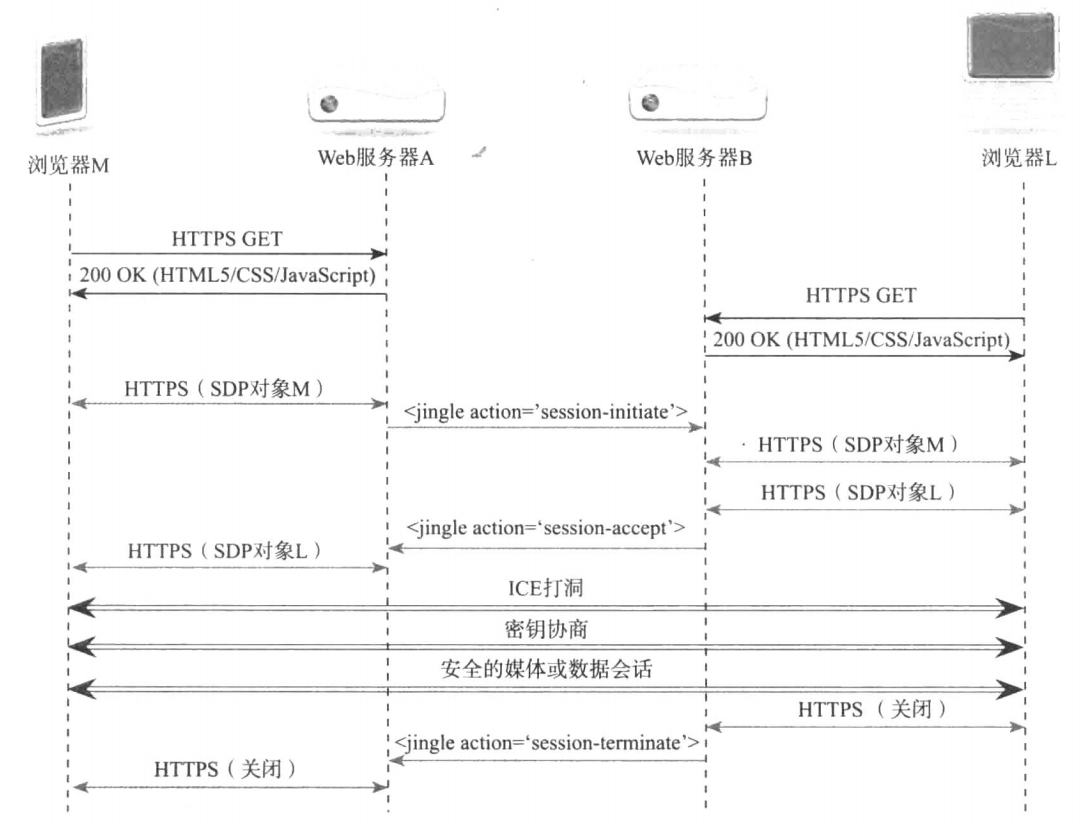 浏览器M
Web服务器A
Web服务器B
浏览器L
HTTPS GET
200 OK (HTML5/CSS/JavaScript)
HTTPS GET
200 OK (HTML5/CSS/JavaScript)
HTTPS（SDP对象M）
<jingle action=’session-initiate’>
HTTPS（SDP对象M）
HTTPS（SDP对象L）
<jingle action=‘session-accept’>
HTTPS（SDP对象L）
ICE打洞
密钥协商
安全的媒体或数据会话
HTTPS （关闭）
<jingle action=‘session-terminate’>
HTTPS（关闭）